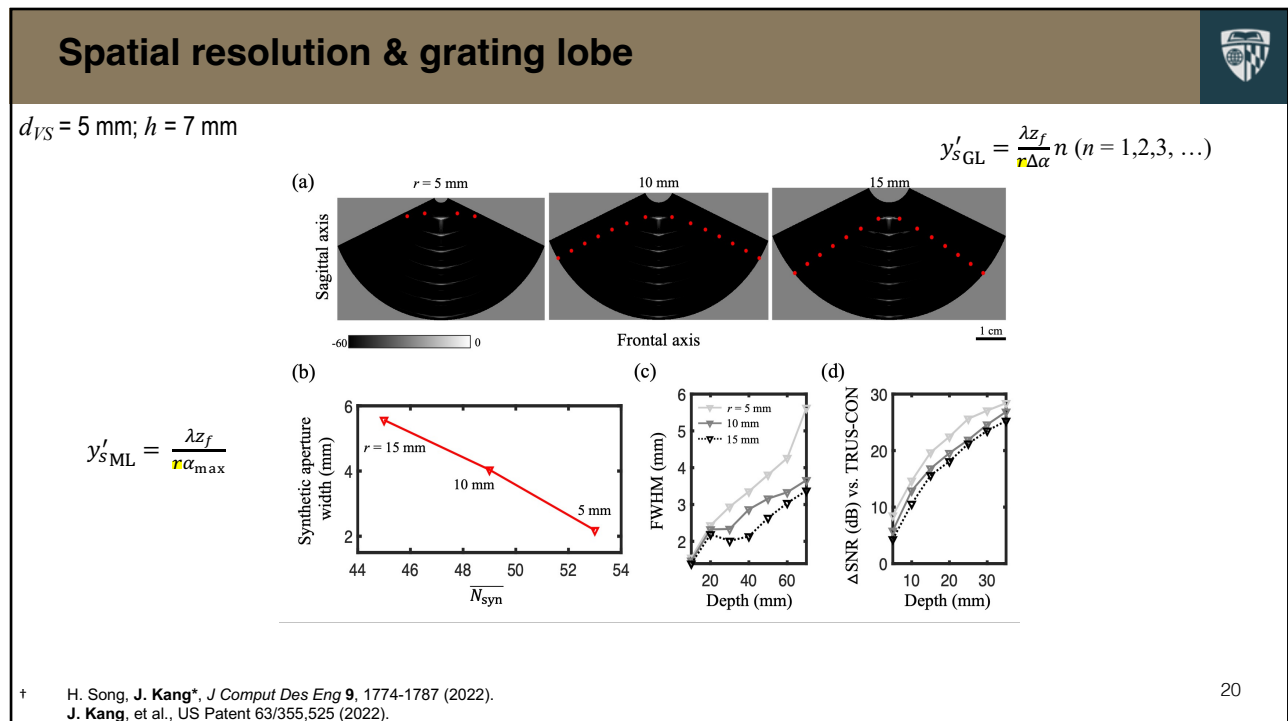 Spatial resolution & grating lobe
d_VS = 5 mm; h = 7 mm
y′_{s GL} = λz_f / rΔα n (n = 1,2,3, …)
(a)
r = 5 mm
10 mm
15 mm
Sagittal axis
-60
0
Frontal axis
1 cm
y′_{s ML} = λz_f / rα_max
(b)
Synthetic aperture
width (mm)
6
4
2
r = 15 mm
10 mm
5 mm
44 46 48 50 52 54
N_syn
(c)
FWHM (mm)
6
5
4
3
2
r = 5 mm
10 mm
15 mm
20 40 60
Depth (mm)
(d)
ΔSNR (dB) vs. TRUS-CON
30
20
10
0
10 20 30
Depth (mm)
† H. Song, J. Kang*, J Comput Des Eng 9, 1774-1787 (2022).
J. Kang, et al., US Patent 63/355,525 (2022).
20